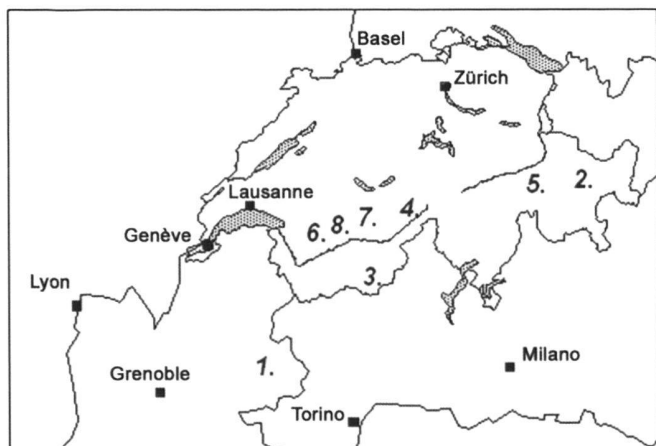 Basel
Zürich
Lausanne
5. 2.
6. 8. 7. 4.
Genève
3.
Lyon
1.
Milano
Grenoble
Torino